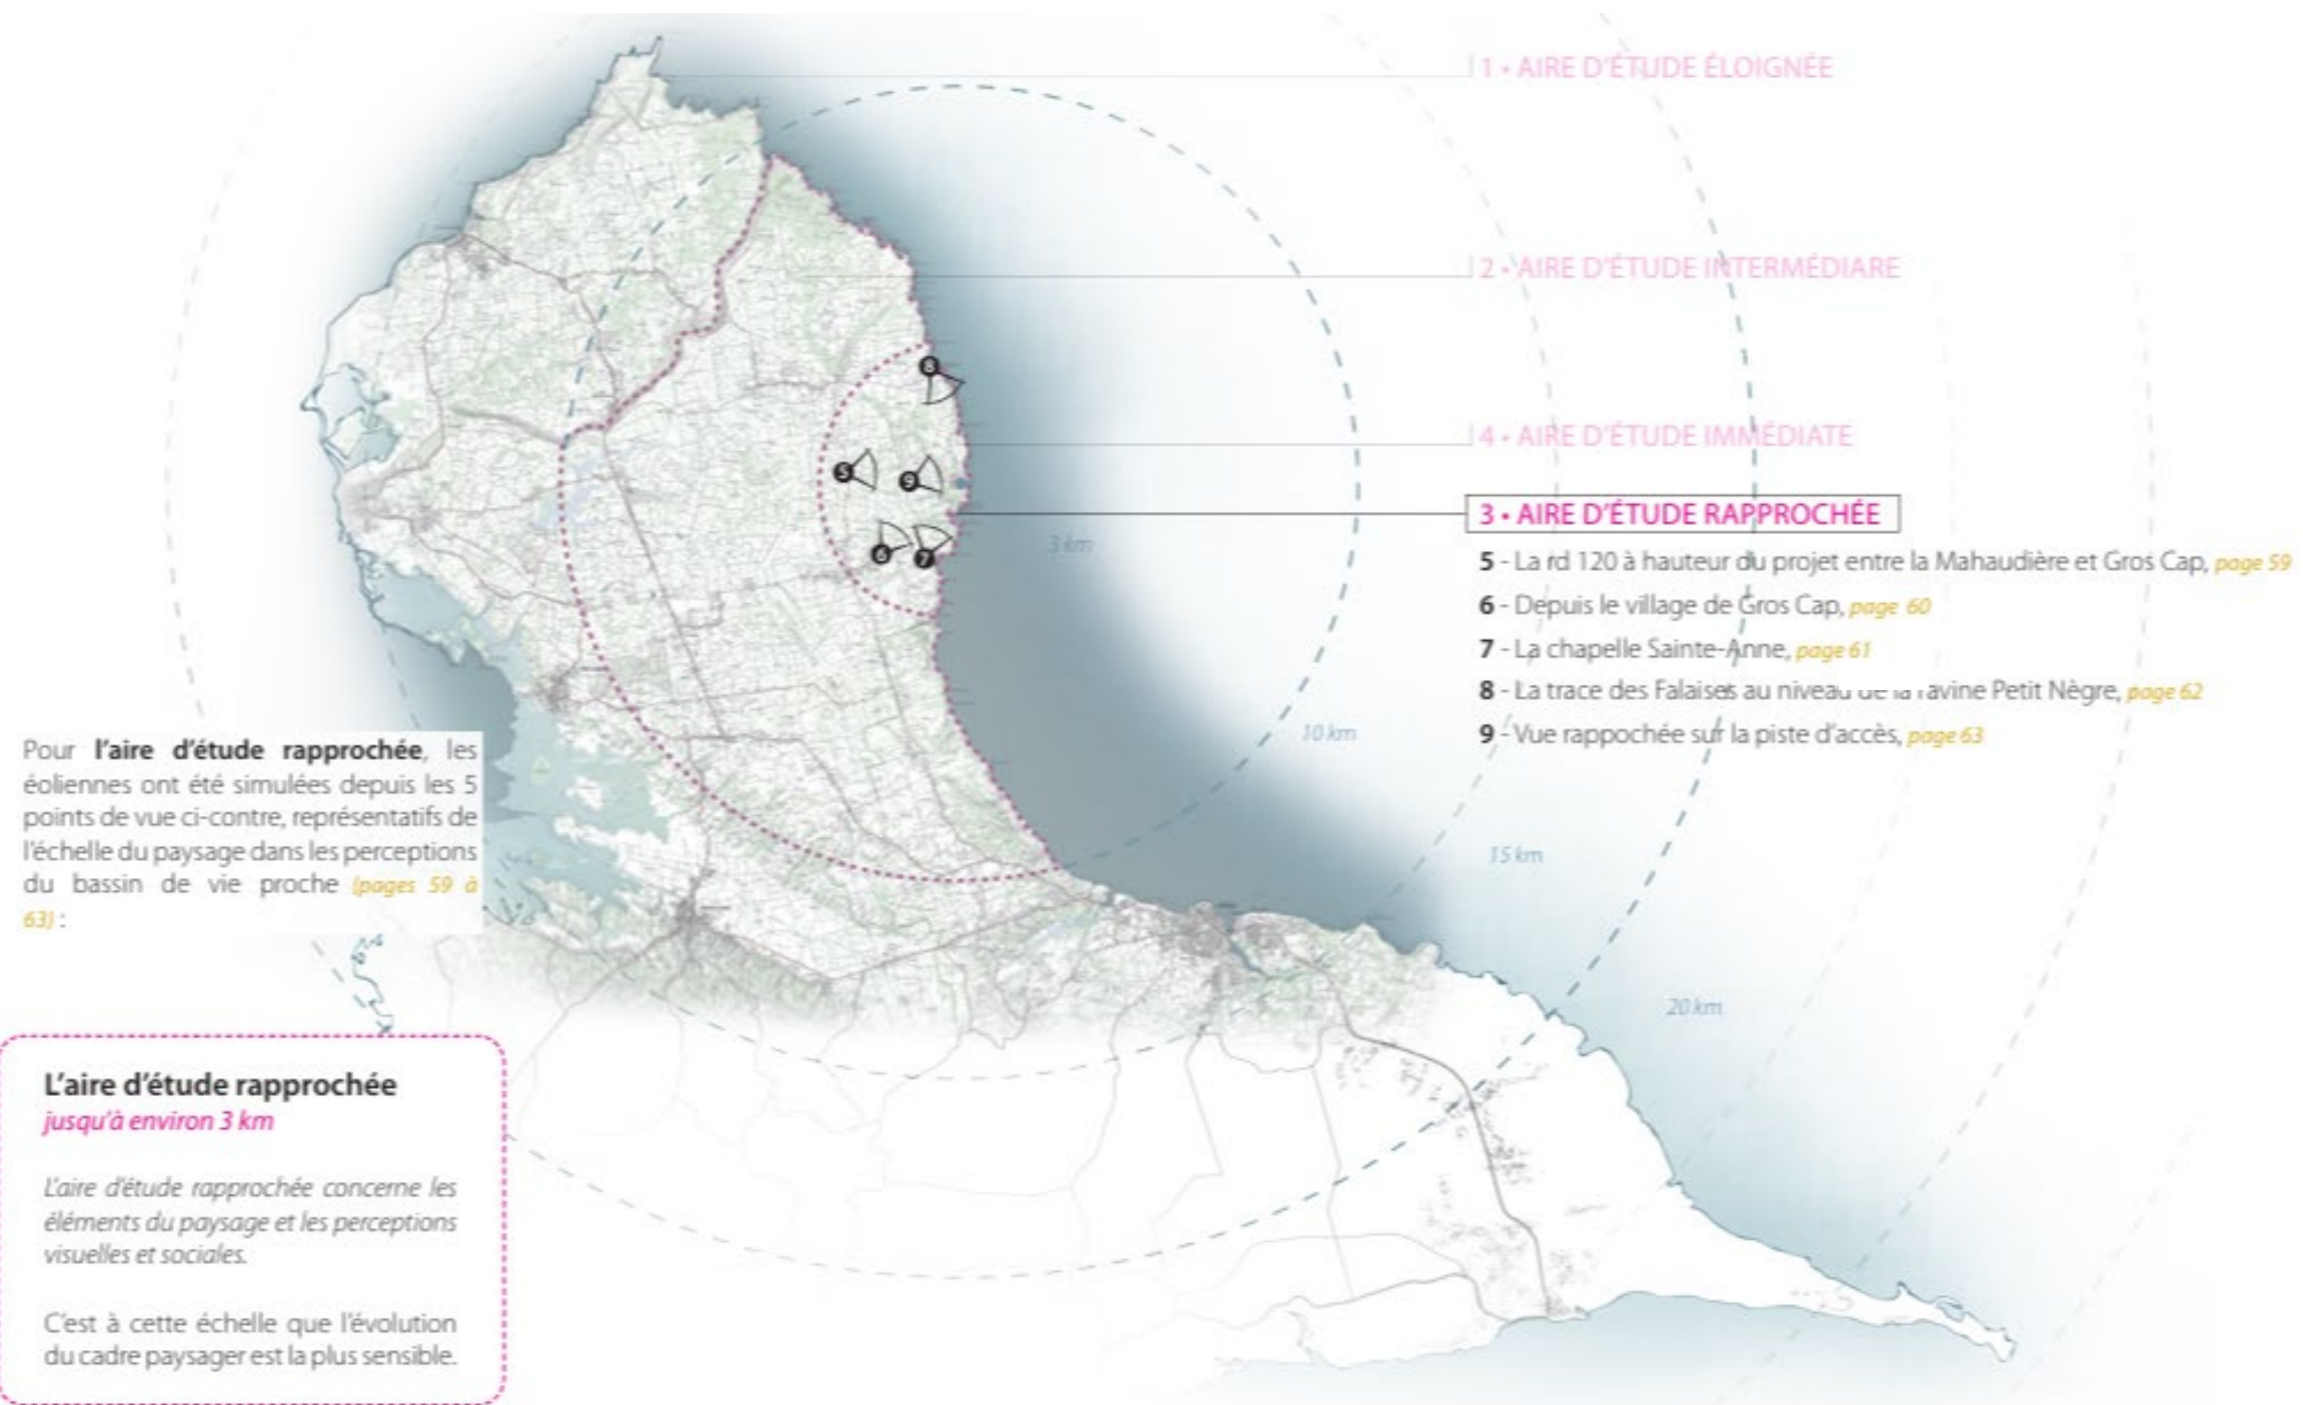 1 • AIRE D'ÉTUDE ÉLOIGNÉE
2 • AIRE D'ÉTUDE INTERMÉDIARE
4 • AIRE D'ÉTUDE IMMÉDIATE
3 • AIRE D'ÉTUDE RAPPROCHÉE
5 - La rd 120 à hauteur du projet entre la Mahaudière et Gros Cap, page 59
6 - Depuis le village de Gros Cap, page 60
7 - La chapelle Sainte-Anne, page 61
8 - La trace des Falaises au niveau de la ravine Petit Nègre, page 62
9 - Vue rappochée sur la piste d'accès, page 63
8
5
9
6
7
3 km
10 km
15 km
20 km
Pour l'aire d'étude rapprochée, les
éoliennes ont été simulées depuis les 5
points de vue ci-contre, représentatifs de
l'échelle du paysage dans les perceptions
du bassin de vie proche (pages 59 à
63) :
L'aire d'étude rapprochée
jusqu'à environ 3 km
L'aire d'étude rapprochée concerne les
éléments du paysage et les perceptions
visuelles et sociales.
C'est à cette échelle que l'évolution
du cadre paysager est la plus sensible.